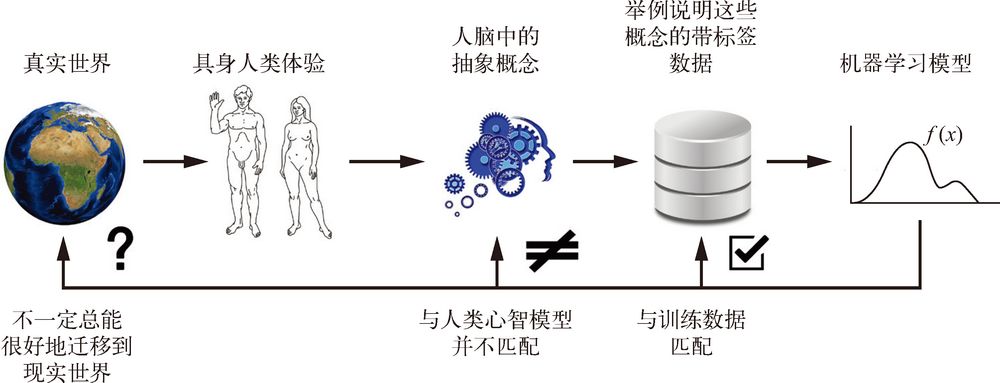 真实世界
具身人类体验
人脑中的
抽象概念
举例说明这些
概念的带标签
数据
机器学习模型
f(x)
?
≠
不一定总能
很好地迁移到
现实世界
与人类心智模型
并不匹配
与训练数据
匹配